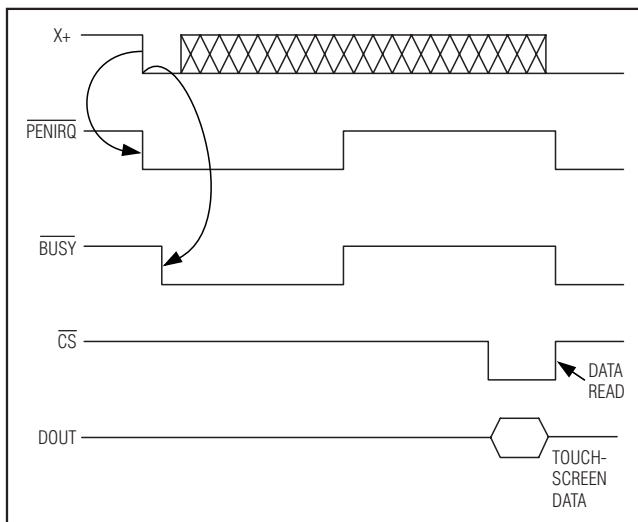 X+
PENIRQ
BUSY
CS
DATA
READ
DOUT
TOUCH-
SCREEN
DATA